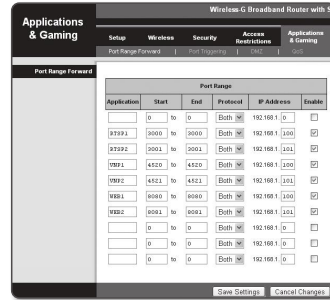 Wireless-G Broadband Router with S
Applications & Gaming
Setup Wireless Security Access Restrictions Applications & Gaming
Port Range Forward | Port Triggering | DMZ | QoS
Port Range Forward
Port Range
Application Start End Protocol IP Address Enable
0 to 0 Both 192.168.1. 0
RTSP1 3000 to 3000 Both 192.168.1. 100
RTSP2 3001 to 3001 Both 192.168.1. 101
VNP1 4520 to 4520 Both 192.168.1. 100
VNP2 4521 to 4521 Both 192.168.1. 101
WEB1 8080 to 8080 Both 192.168.1. 100
WEB2 8081 to 8081 Both 192.168.1. 101
0 to 0 Both 192.168.1. 0
0 to 0 Both 192.168.1. 0
0 to 0 Both 192.168.1. 0
Save Settings Cancel Changes